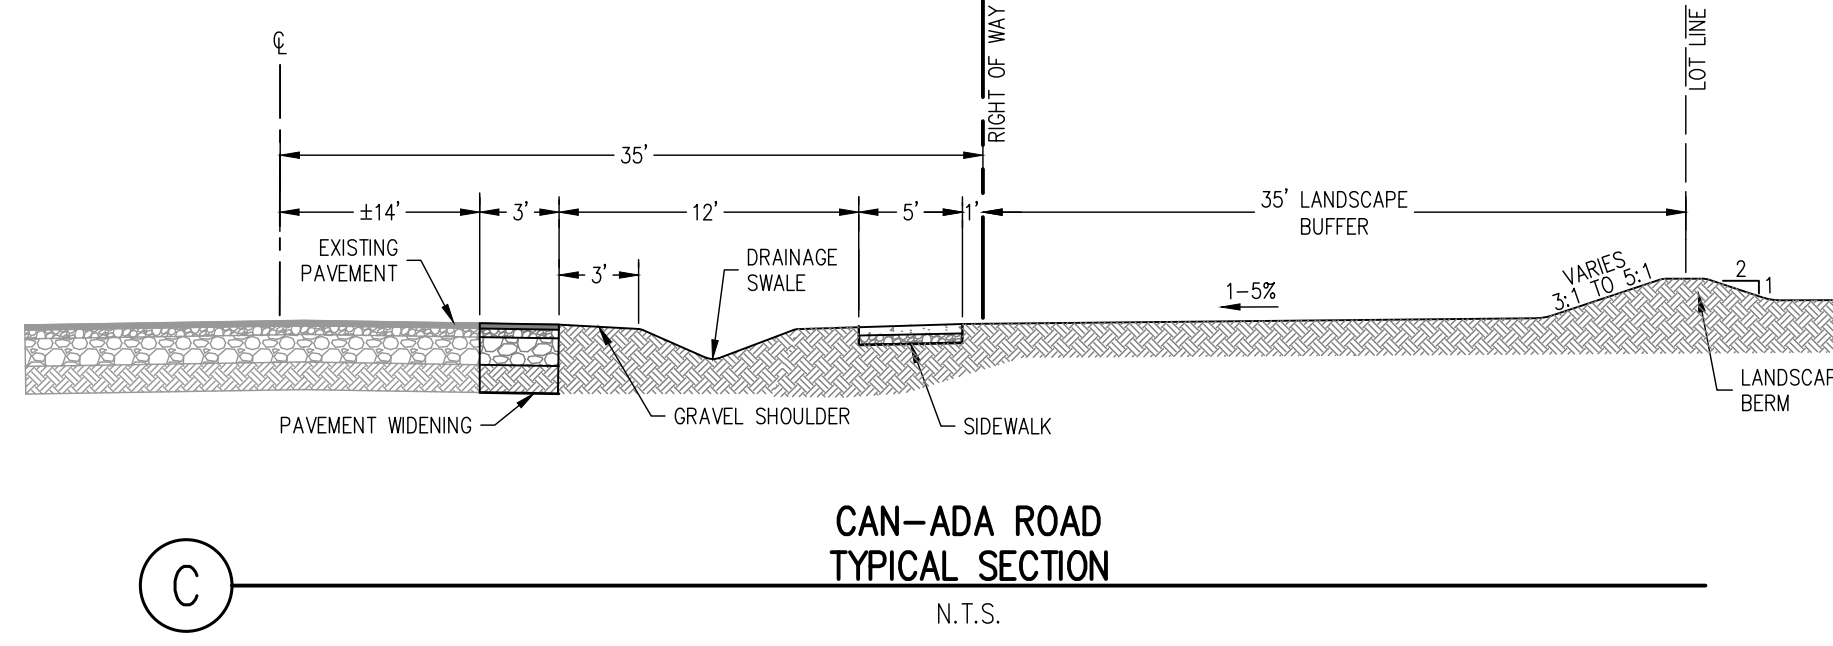 ℄
RIGHT OF WAY
LOT LINE
35'
±14'
3'
12'
5'
1'
35' LANDSCAPE
BUFFER
EXISTING
PAVEMENT
3'
DRAINAGE
SWALE
1-5%
VARIES
3:1 TO 5:1
2
1
PAVEMENT WIDENING
GRAVEL SHOULDER
SIDEWALK
LANDSCAP
BERM
CAN-ADA ROAD
TYPICAL SECTION
C
N.T.S.